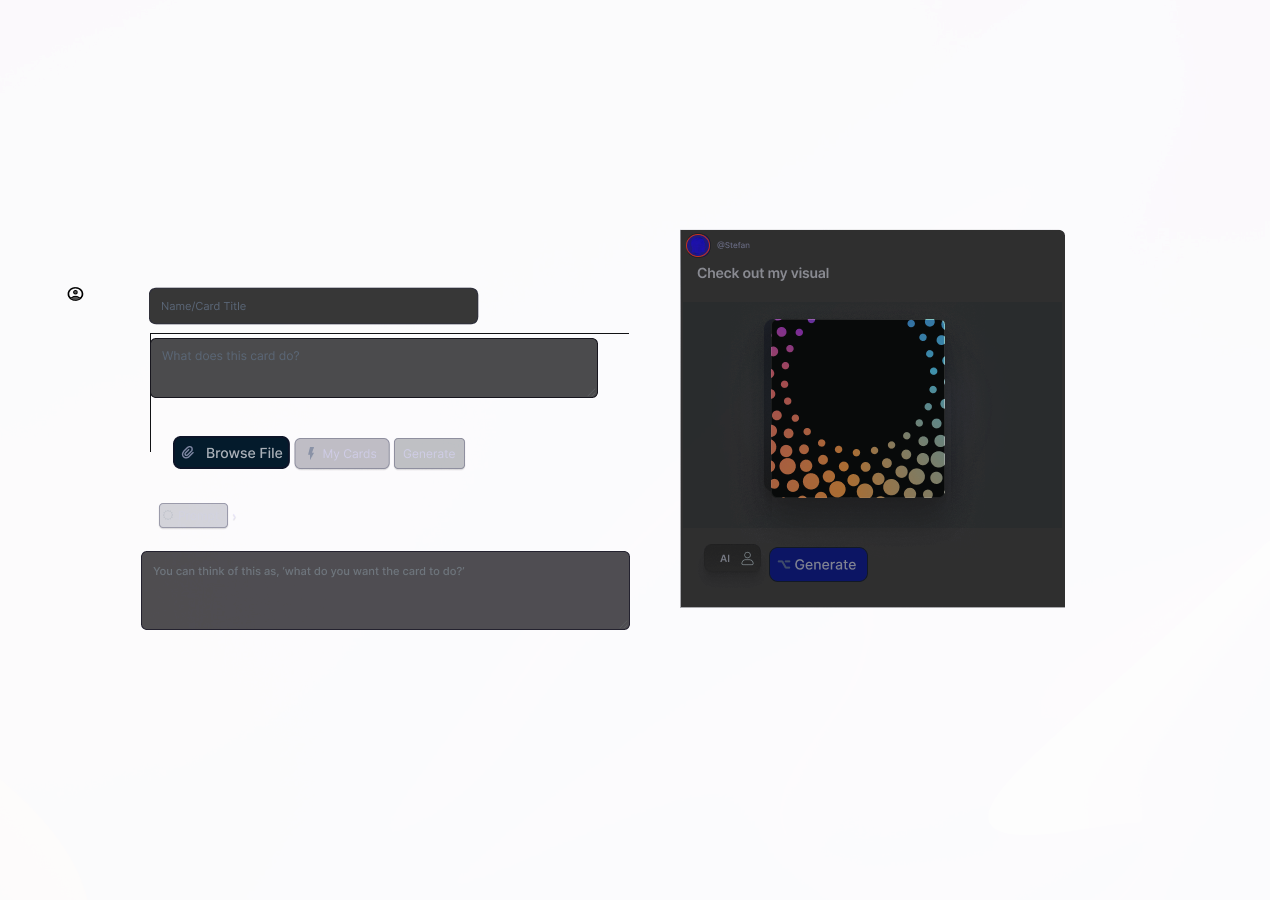 Name/Card Title
What does this card do?
Browse File
My Cards
Generate
You can think of this as, 'what do you want the card to do?'
@Stefan
Check out my visual
AI
Generate